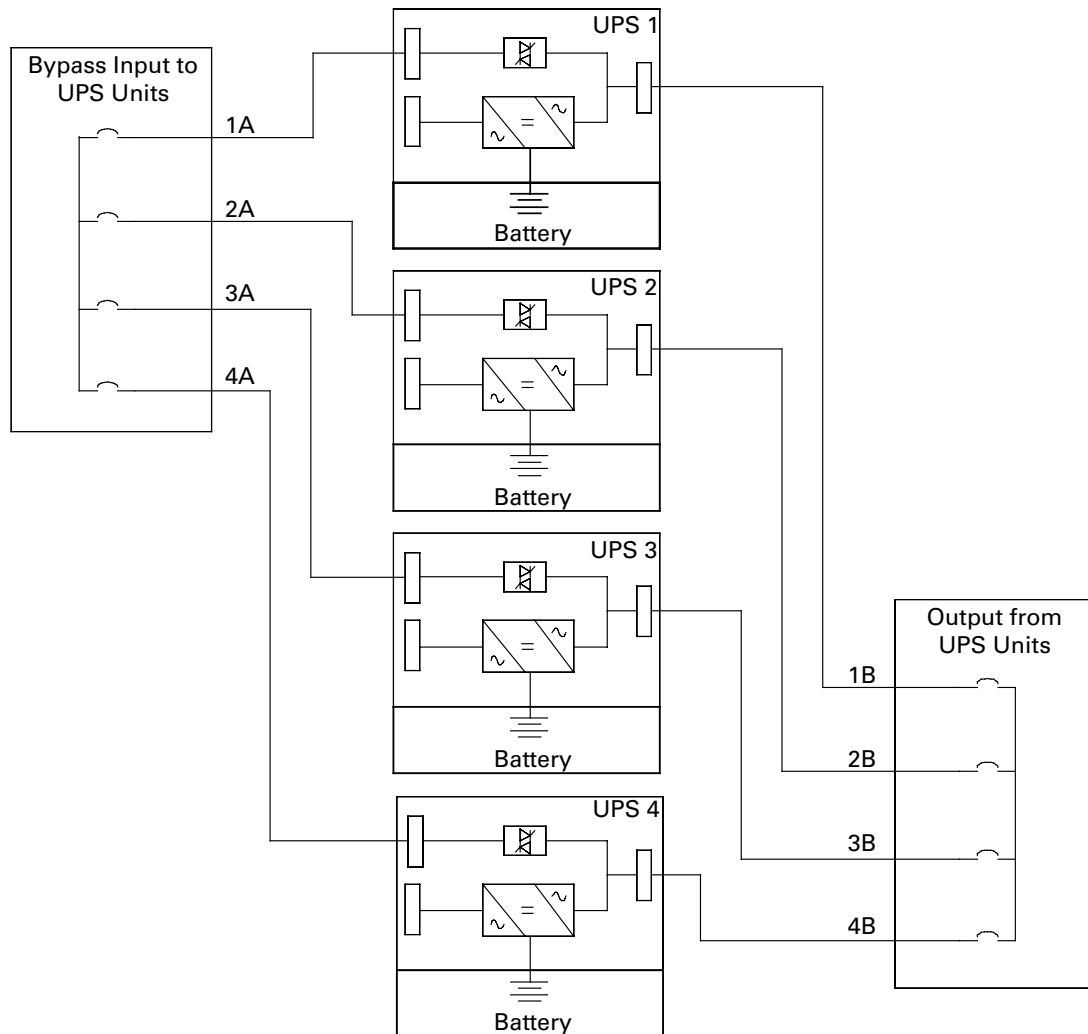 Bypass Input to
UPS Units
1A
2A
3A
4A
UPS 1
=
Battery
UPS 2
=
Battery
UPS 3
=
Battery
UPS 4
=
Battery
Output from
UPS Units
1B
2B
3B
4B